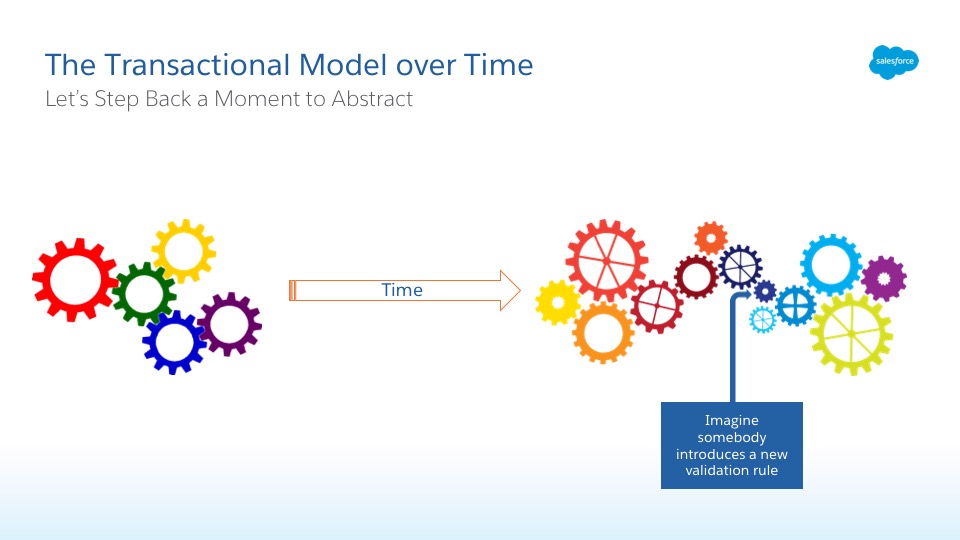 The Transactional Model over Time
salesforce
Let’s Step Back a Moment to Abstract
Time
Imagine
somebody
introduces a new
validation rule